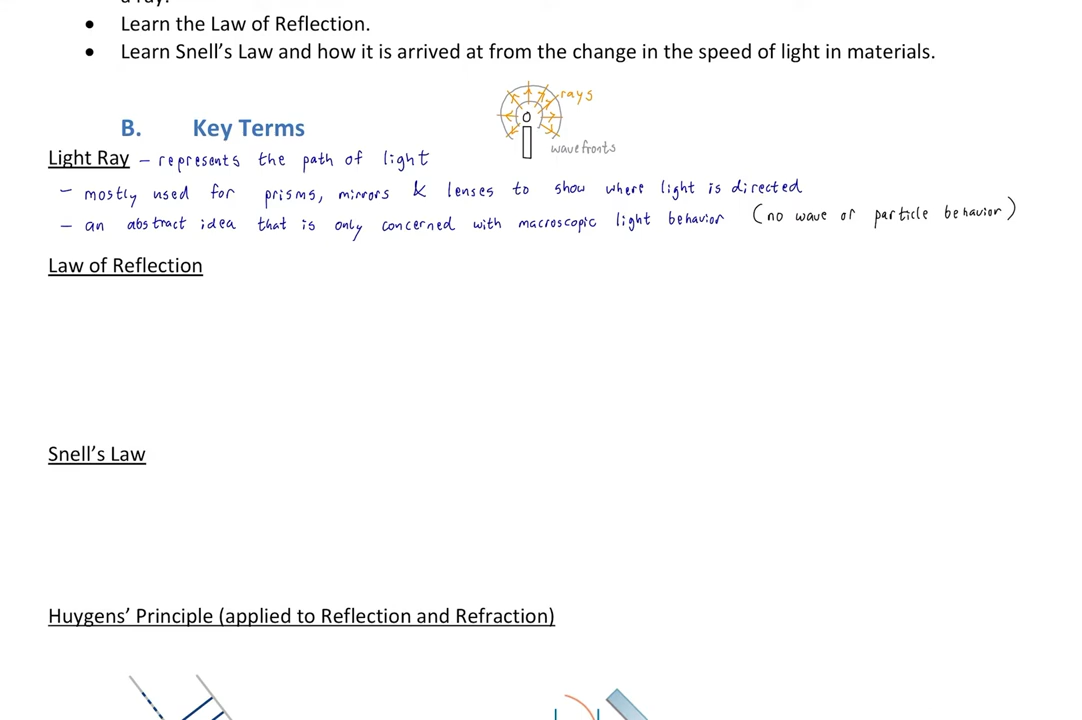 a ray?
• Learn the Law of Reflection.
• Learn Snell's Law and how it is arrived at from the change in the speed of light in materials.
rays
B. Key Terms
wavefronts
Light Ray – represents the path of light
– mostly used for prisms, mirrors & lenses to show where light is directed
– an abstract idea that is only concerned with macroscopic light behavior (no wave or particle behavior)
Law of Reflection
Snell's Law
Huygens' Principle (applied to Reflection and Refraction)